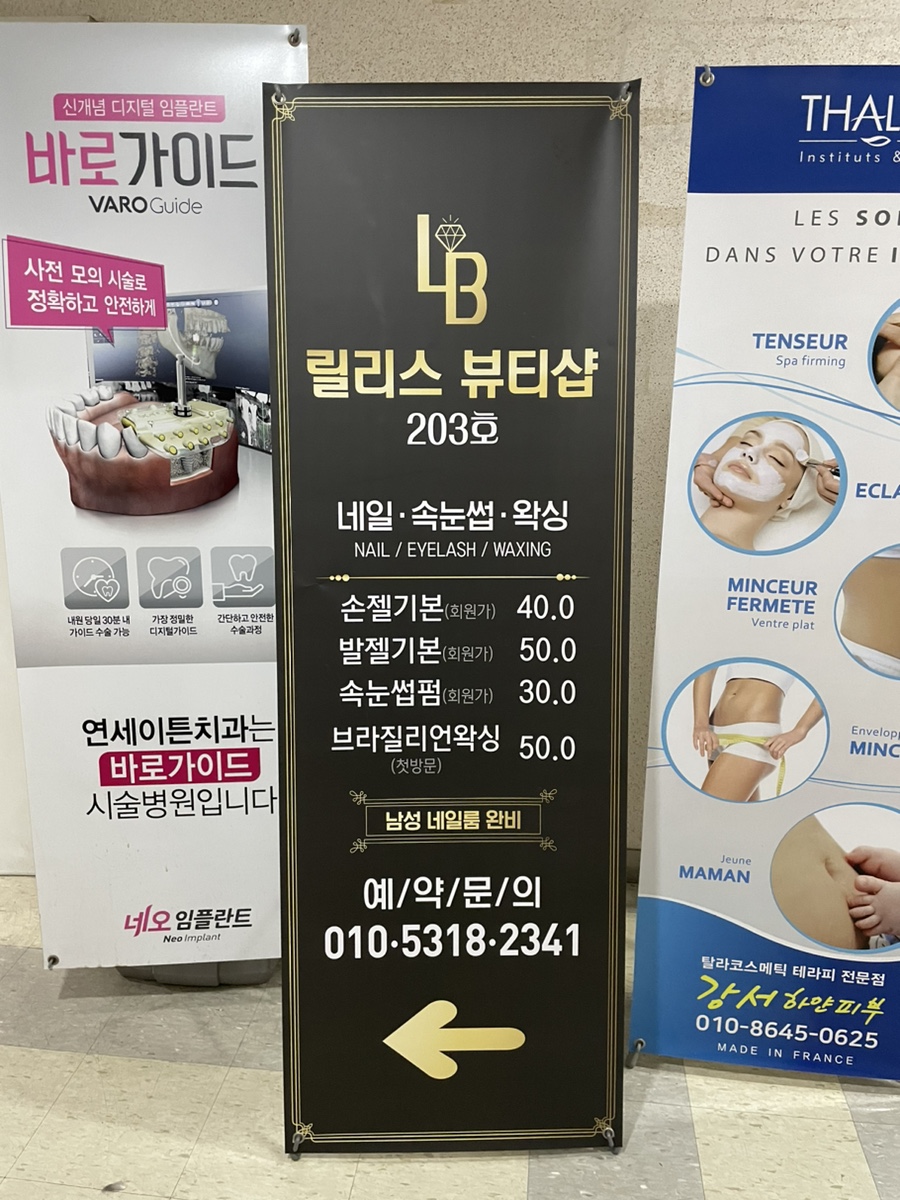 신개념 디지털 임플란트
바로가이드
VARO Guide
사전 모의 시술로
정확하고 안전하게
내원 당일 30분 내
가이드 수술 가능
가장 정밀한
디지털가이드
간단하고 안전한
수술과정
연세이튼치과는
바로가이드
시술병원입니다
네오 임플란트
Neo Implant
LB
릴리스 뷰티샵
203호
네일·속눈썹·왁싱
NAIL / EYELASH / WAXING
손젤기본(회원가) 40.0
발젤기본(회원가) 50.0
속눈썹펌(회원가) 30.0
브라질리언왁싱 50.0
(첫방문)
남성 네일룸 완비
예/약/문/의
010·5318·2341
THAL
Instituts &
LES SO
DANS VOTRE I
TENSEUR
Spa firming
ECLA
MINCEUR
FERMETE
Ventre plat
Envelopp
MINC
Jeune
MAMAN
탈라코스메틱 테라피 전문점
강서하얀피부
010-8645-0625
MADE IN FRANCE